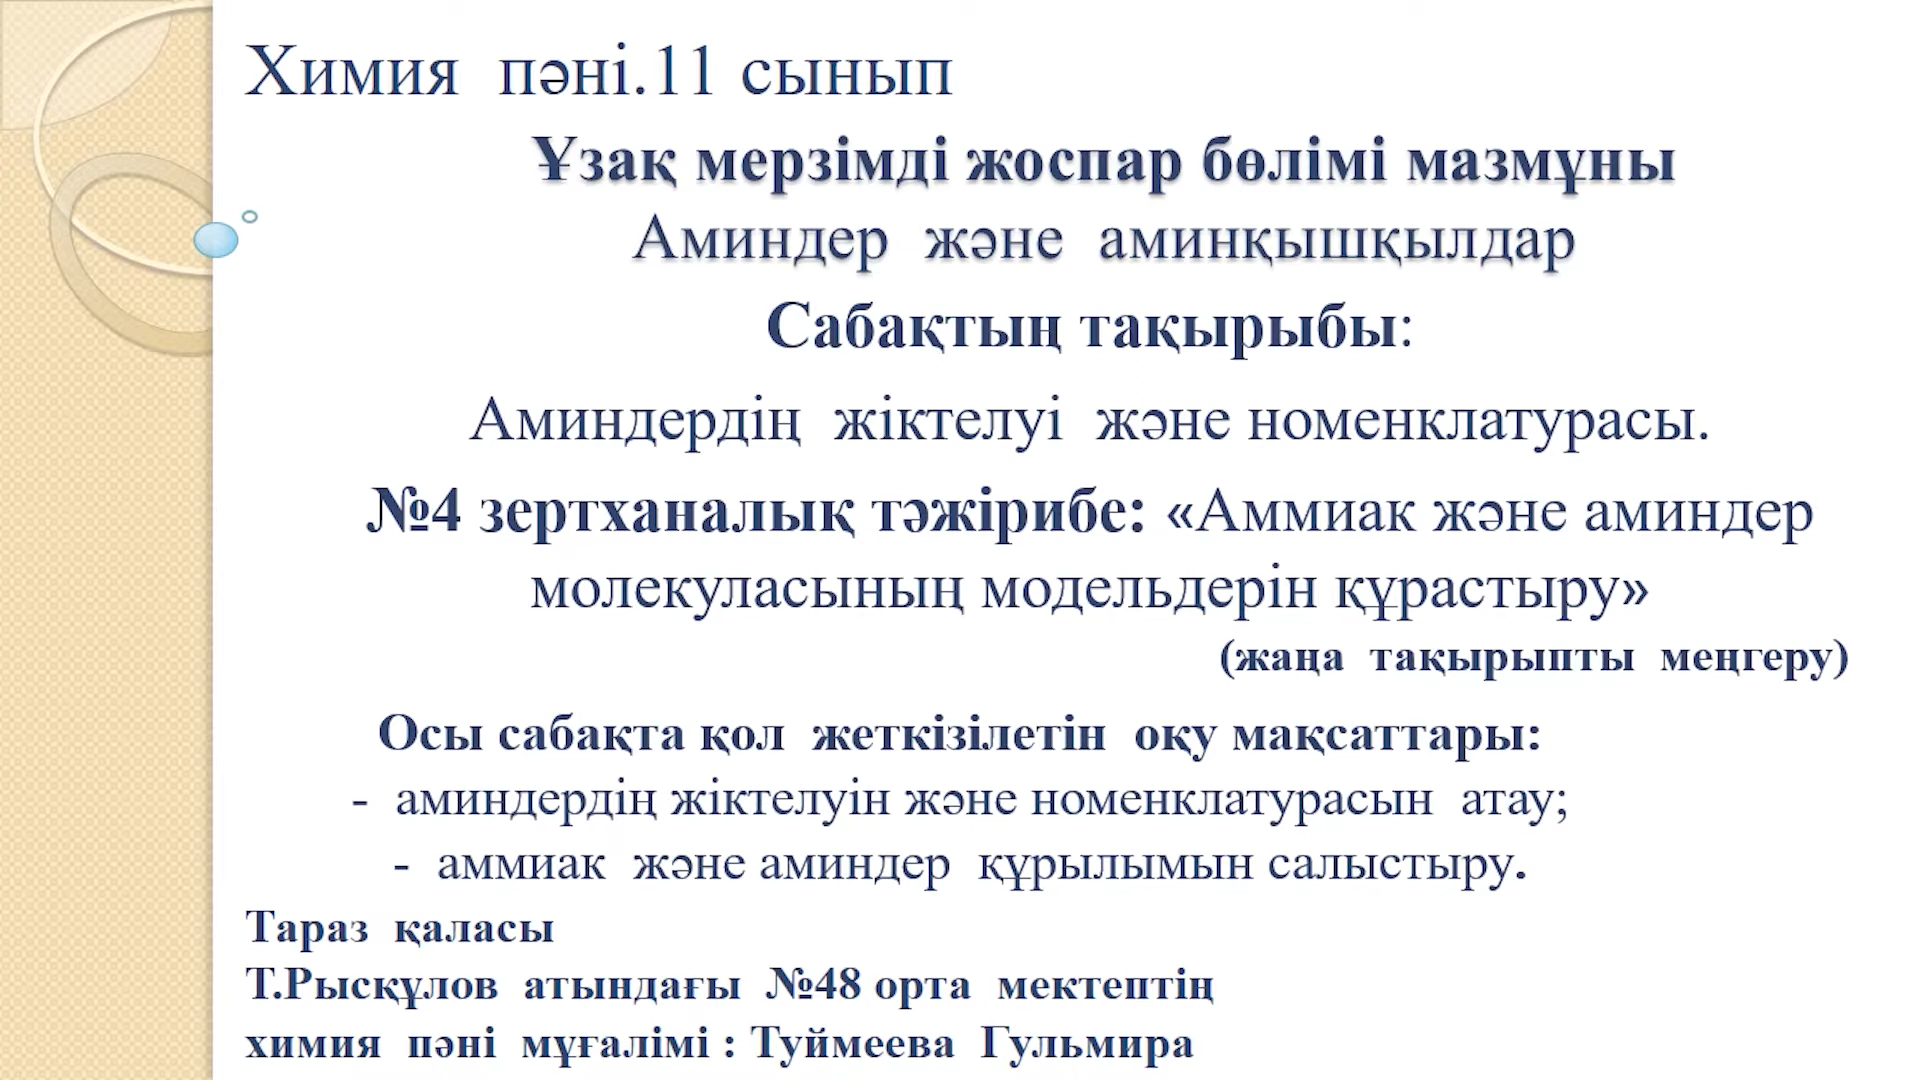 Химия пәні.11 сынып
Ұзақ мерзімді жоспар бөлімі мазмұны
Аминдер және аминқышқылдар
Сабақтың тақырыбы:
Аминдердің жіктелуі және номенклатурасы.
№4 зертханалық тәжірибе: «Аммиак және аминдер
молекуласының модельдерін құрастыру»
(жаңа тақырыпты меңгеру)
Осы сабақта қол жеткізілетін оқу мақсаттары:
- аминдердің жіктелуін және номенклатурасын атау;
- аммиак және аминдер құрылымын салыстыру.
Тараз қаласы
Т.Рысқұлов атындағы №48 орта мектептің
химия пәні мұғалімі : Туймеева Гульмира